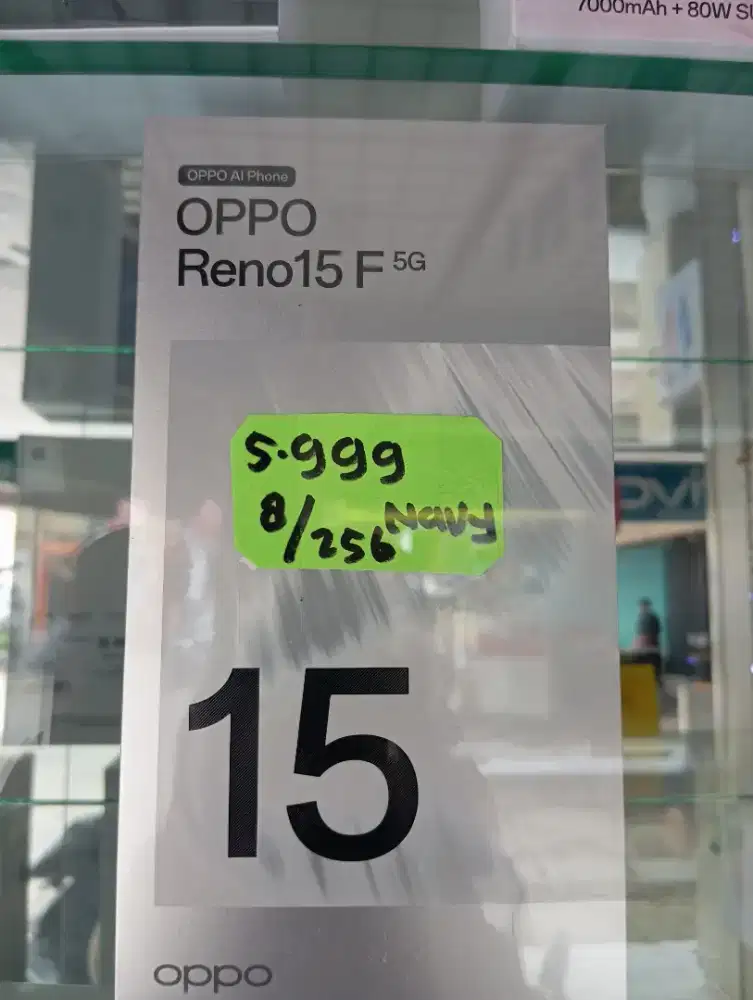 7000mAh + 80W
OPPO AI Phone
OPPO
Reno15 F 5G
5.999
8/256 Navy
15
oppo